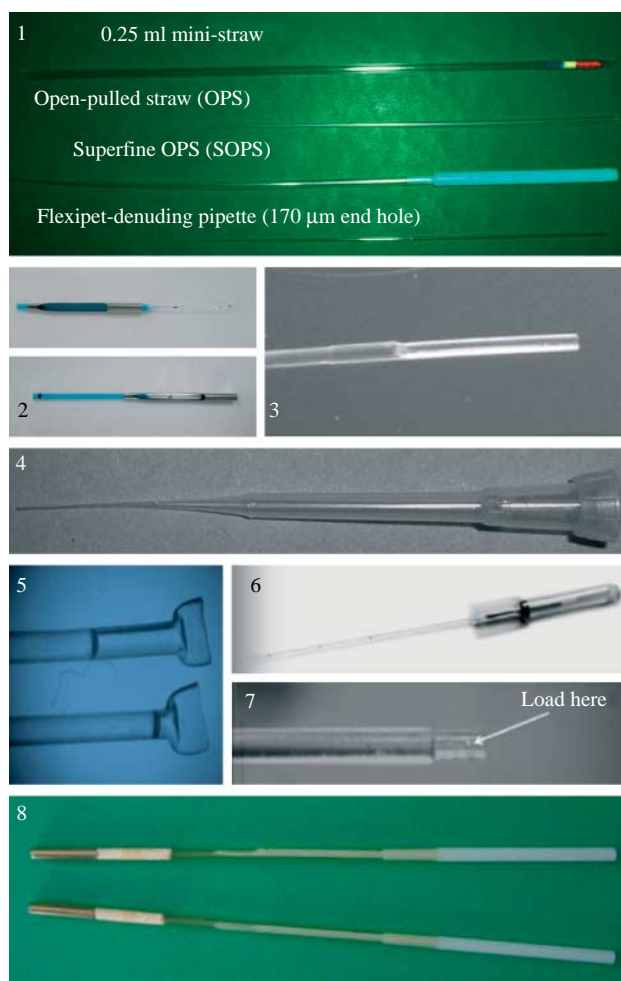 1
0.25 ml mini-straw
Open-pulled straw (OPS)
Superfine OPS (SOPS)
Flexipet-denuding pipette (170 μm end hole)
2
3
4
5
6
7
Load here
8